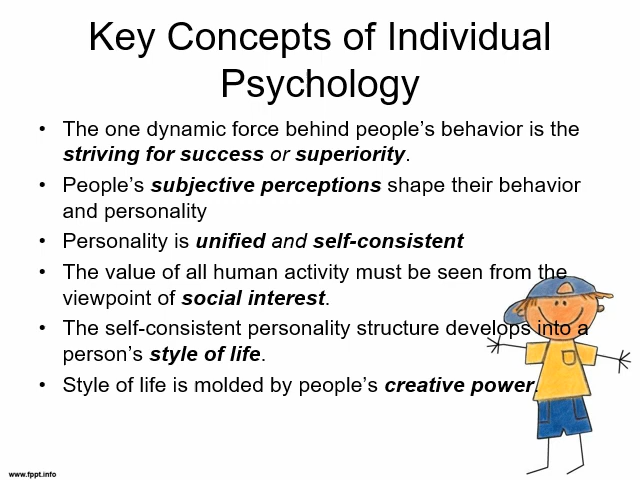 Key Concepts of Individual
Psychology
• The one dynamic force behind people’s behavior is the
striving for success or superiority.
• People’s subjective perceptions shape their behavior
and personality
• Personality is unified and self-consistent
• The value of all human activity must be seen from the
viewpoint of social interest.
• The self-consistent personality structure develops into a
person’s style of life.
• Style of life is molded by people’s creative power.
www.fppt.info